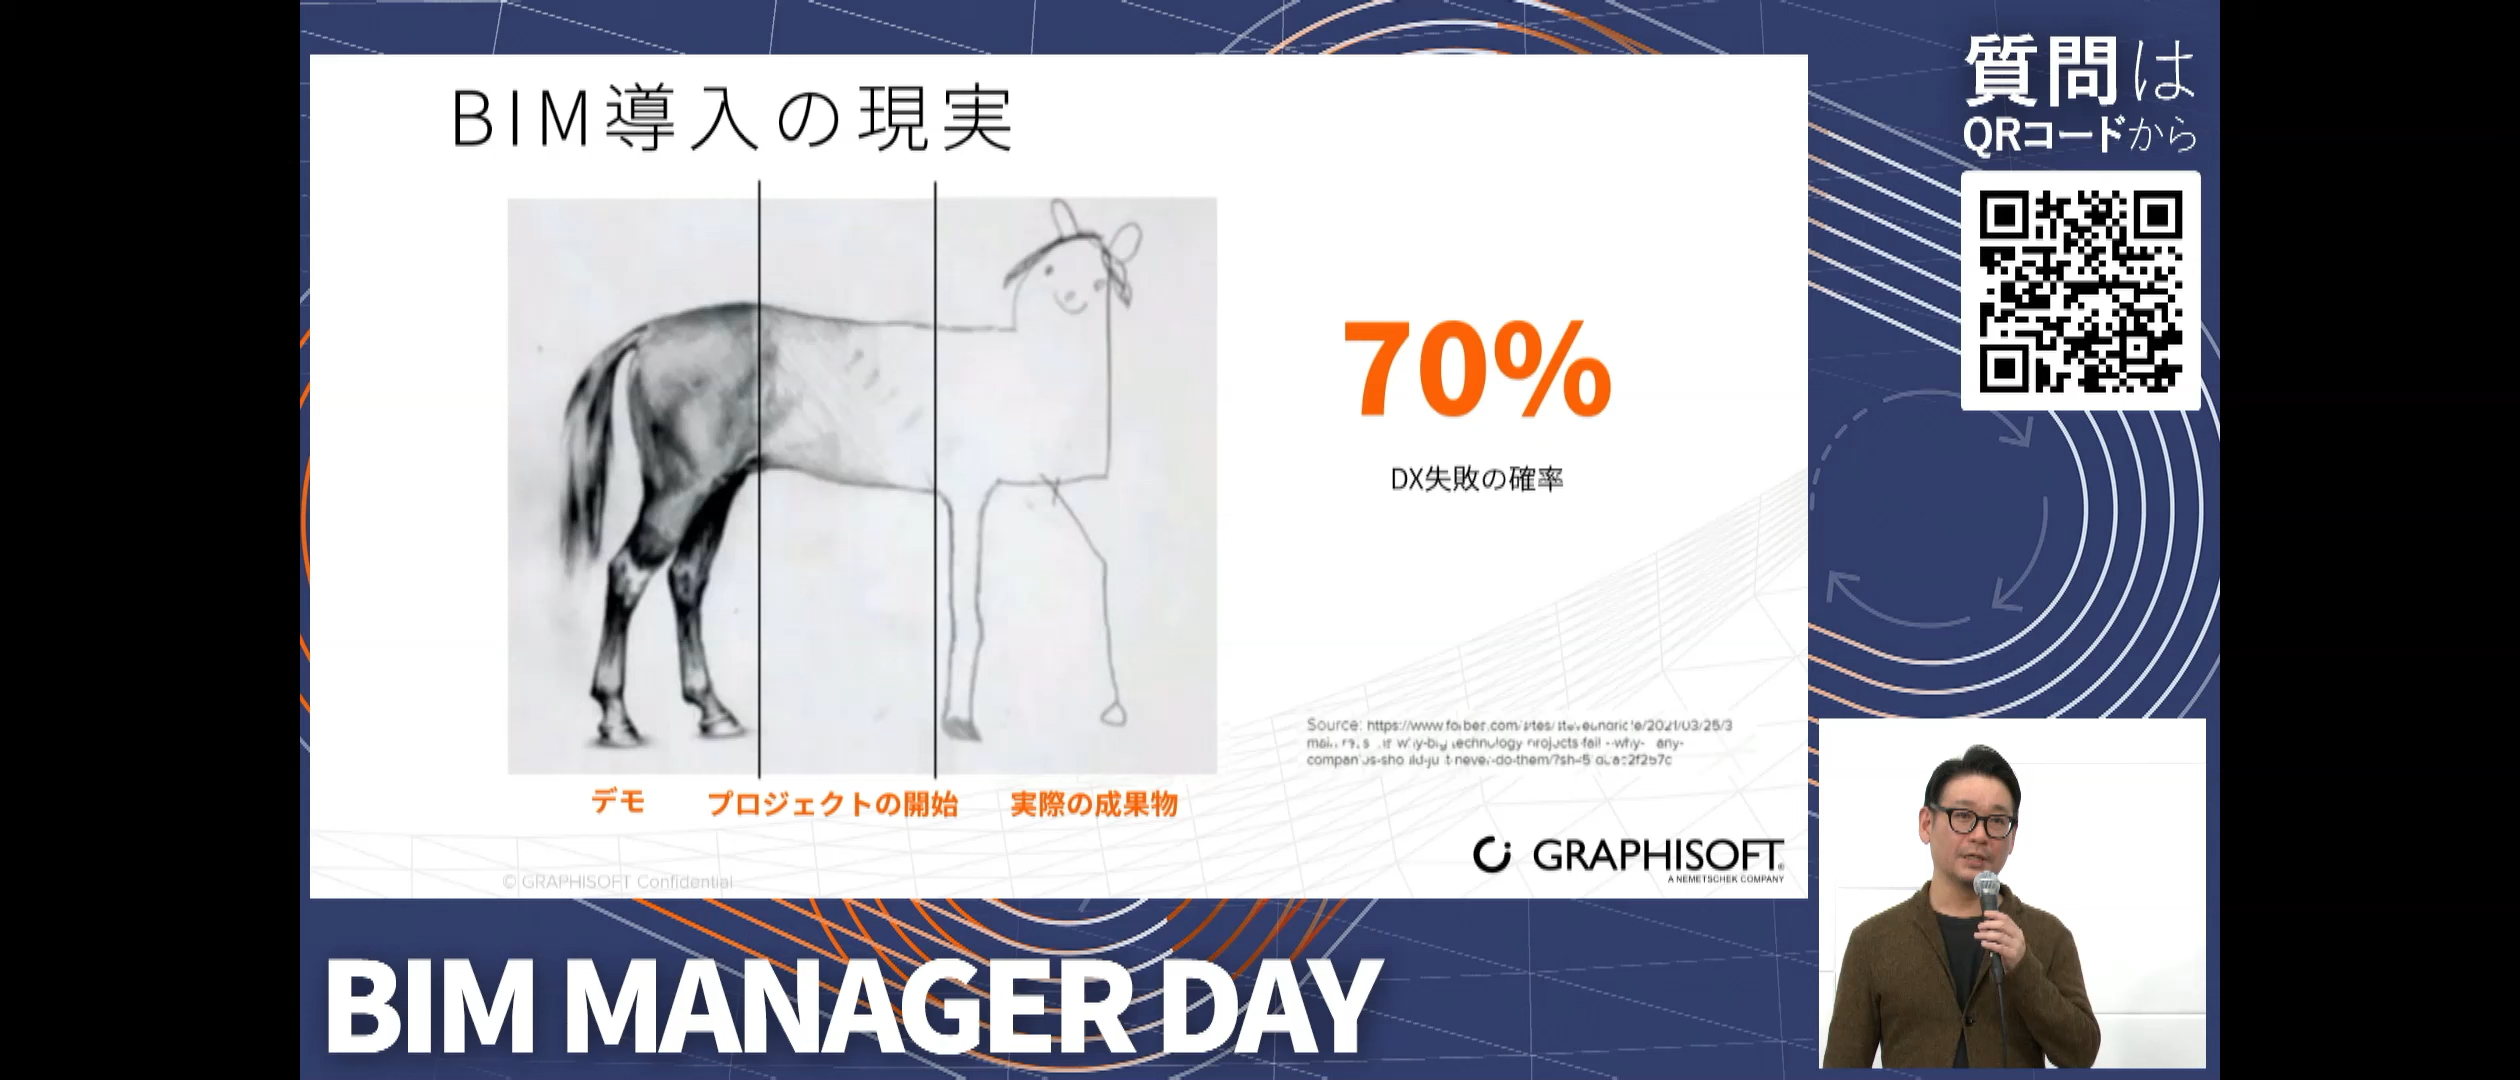 BIM導入の現実
質問は
QRコードから
70%
DX失敗の確率
Source:
デモ
プロジェクトの開始
実際の成果物
GRAPHISOFT
A NEMETSCHEK COMPANY
© GRAPHISOFT Confidential
BIM MANAGER DAY